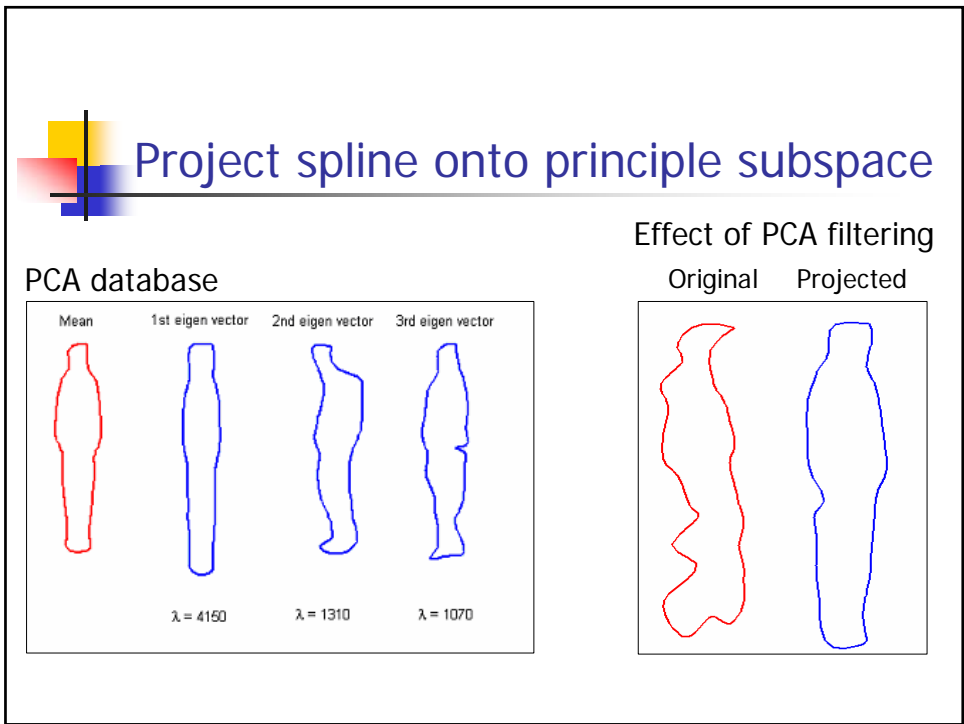 Project spline onto principle subspace
Effect of PCA filtering
PCA database
Original Projected
Mean 1st eigen vector 2nd eigen vector 3rd eigen vector
λ = 4150 λ = 1310 λ = 1070